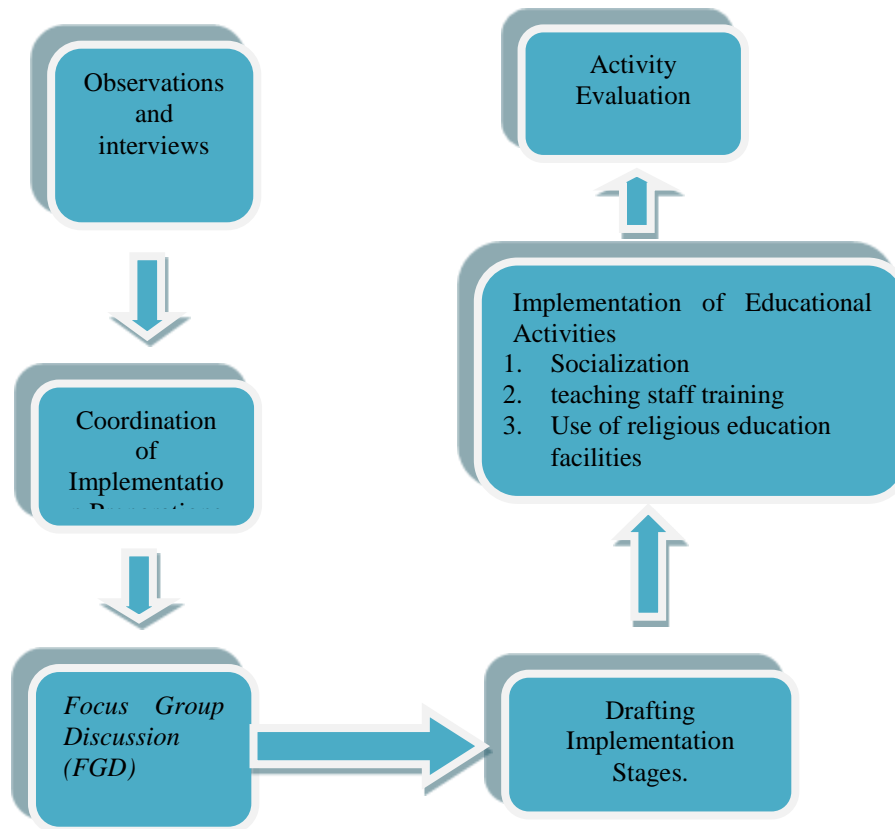 Observations
and
interviews
Coordination
of
Implementatio
Focus Group
Discussion
(FGD)
Drafting
Implementation
Stages.
Implementation of Educational
Activities
1. Socialization
2. teaching staff training
3. Use of religious education
facilities
Activity
Evaluation